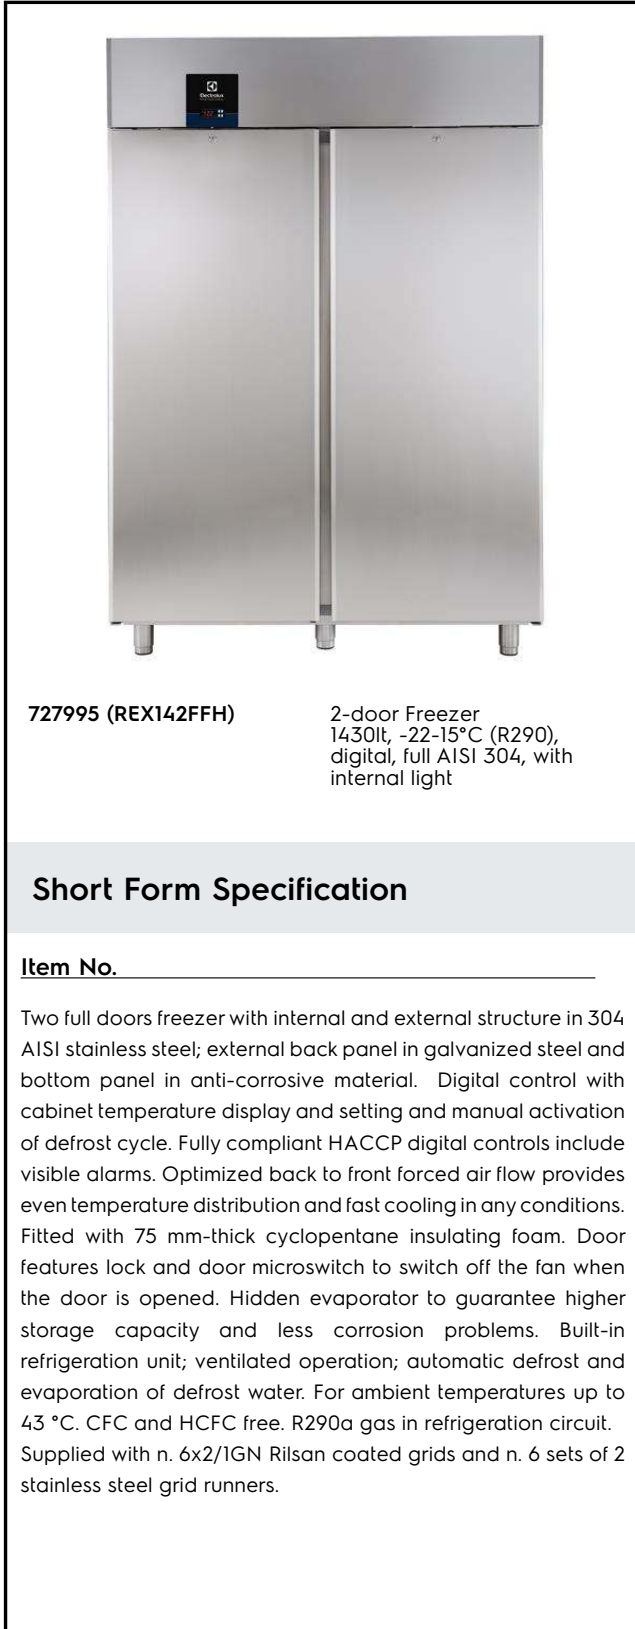 Electrolux
727995 (REX142FFH)
2-door Freezer
1430lt, -22-15°C (R290),
digital, full AISI 304, with
internal light
Short Form Specification
Item No.
Two full doors freezer with internal and external structure in 304
AISI stainless steel; external back panel in galvanized steel and
bottom panel in anti-corrosive material. Digital control with
cabinet temperature display and setting and manual activation
of defrost cycle. Fully compliant HACCP digital controls include
visible alarms. Optimized back to front forced air flow provides
even temperature distribution and fast cooling in any conditions.
Fitted with 75 mm-thick cyclopentane insulating foam. Door
features lock and door microswitch to switch off the fan when
the door is opened. Hidden evaporator to guarantee higher
storage capacity and less corrosion problems. Built-in
refrigeration unit; ventilated operation; automatic defrost and
evaporation of defrost water. For ambient temperatures up to
43 °C. CFC and HCFC free. R290a gas in refrigeration circuit.
Supplied with n. 6x2/1GN Rilsan coated grids and n. 6 sets of 2
stainless steel grid runners.